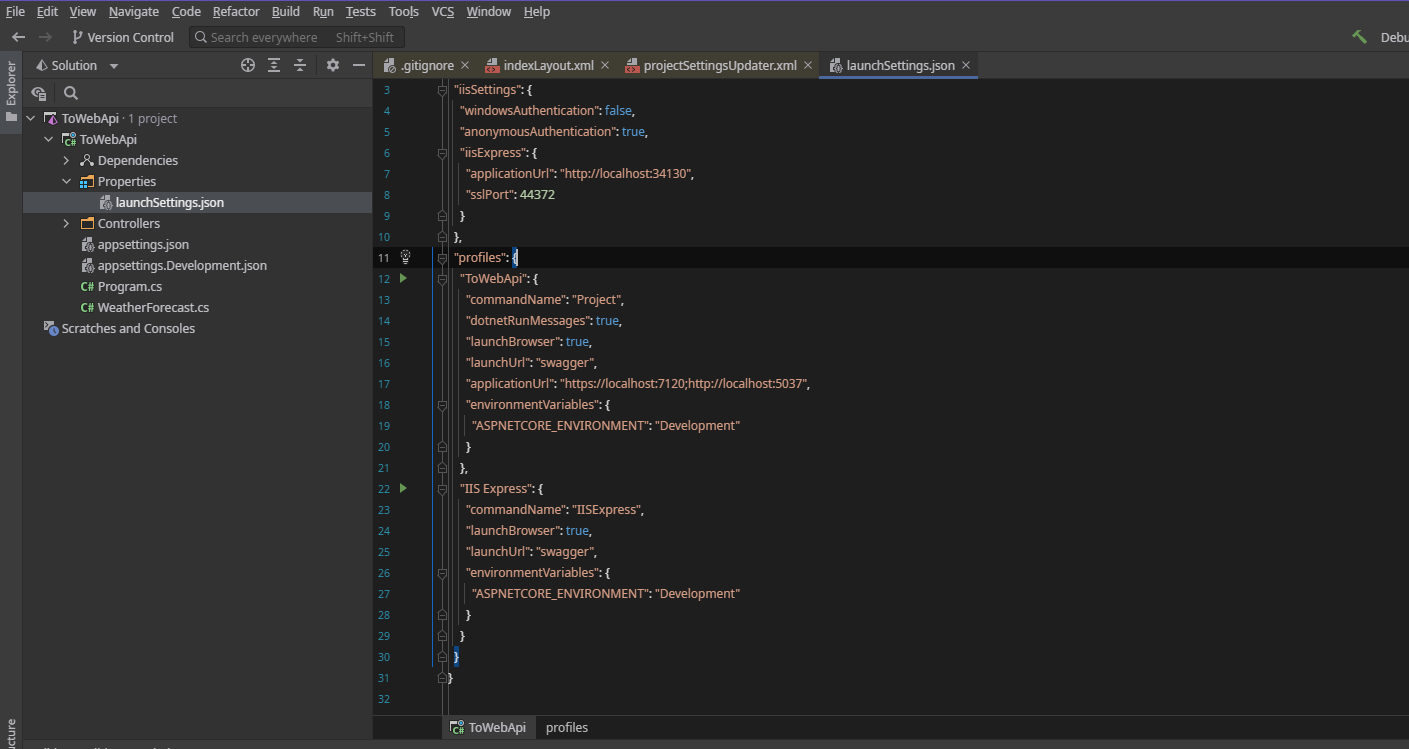 File Edit View Navigate Code Refactor Build Run Tests Tools VCS Window Help
Version Control Search everywhere Shift+Shift Debu
Explorer
Solution
.gitignore indexLayout.xml projectSettingsUpdater.xml launchSettings.json
ToWebApi · 1 project
ToWebApi
Dependencies
Properties
launchSettings.json
Controllers
appsettings.json
appsettings.Development.json
C# Program.cs
C# WeatherForecast.cs
Scratches and Consoles
3 "iisSettings": {
4 "windowsAuthentication": false,
5 "anonymousAuthentication": true,
6 "iisExpress": {
7 "applicationUrl": "http://localhost:34130",
8 "sslPort": 44372
9 }
10 },
11 "profiles": {
12 "ToWebApi": {
13 "commandName": "Project",
14 "dotnetRunMessages": true,
15 "launchBrowser": true,
16 "launchUrl": "swagger",
17 "applicationUrl": "https://localhost:7120;http://localhost:5037",
18 "environmentVariables": {
19 "ASPNETCORE_ENVIRONMENT": "Development"
20 }
21 },
22 "IIS Express": {
23 "commandName": "IISExpress",
24 "launchBrowser": true,
25 "launchUrl": "swagger",
26 "environmentVariables": {
27 "ASPNETCORE_ENVIRONMENT": "Development"
28 }
29 }
30 }
31 }
32
ToWebApi profiles
ucture